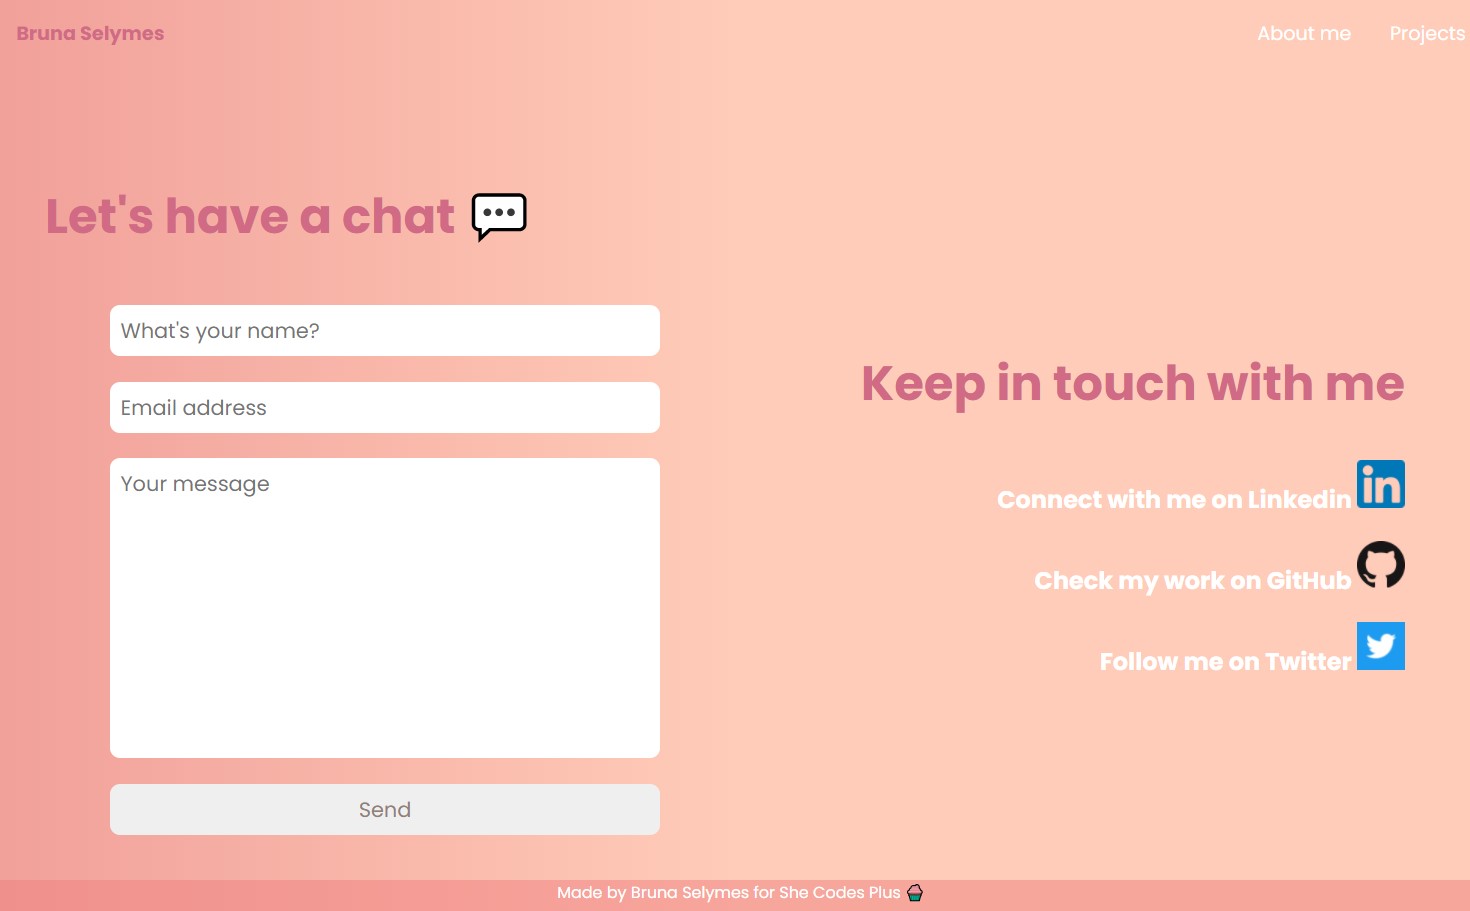 Bruna Selymes
About me
Projects
Let's have a chat
What's your name?
Email address
Your message
Send
Keep in touch with me
Connect with me on Linkedin
in
Check my work on GitHub
Follow me on Twitter
Made by Bruna Selymes for She Codes Plus